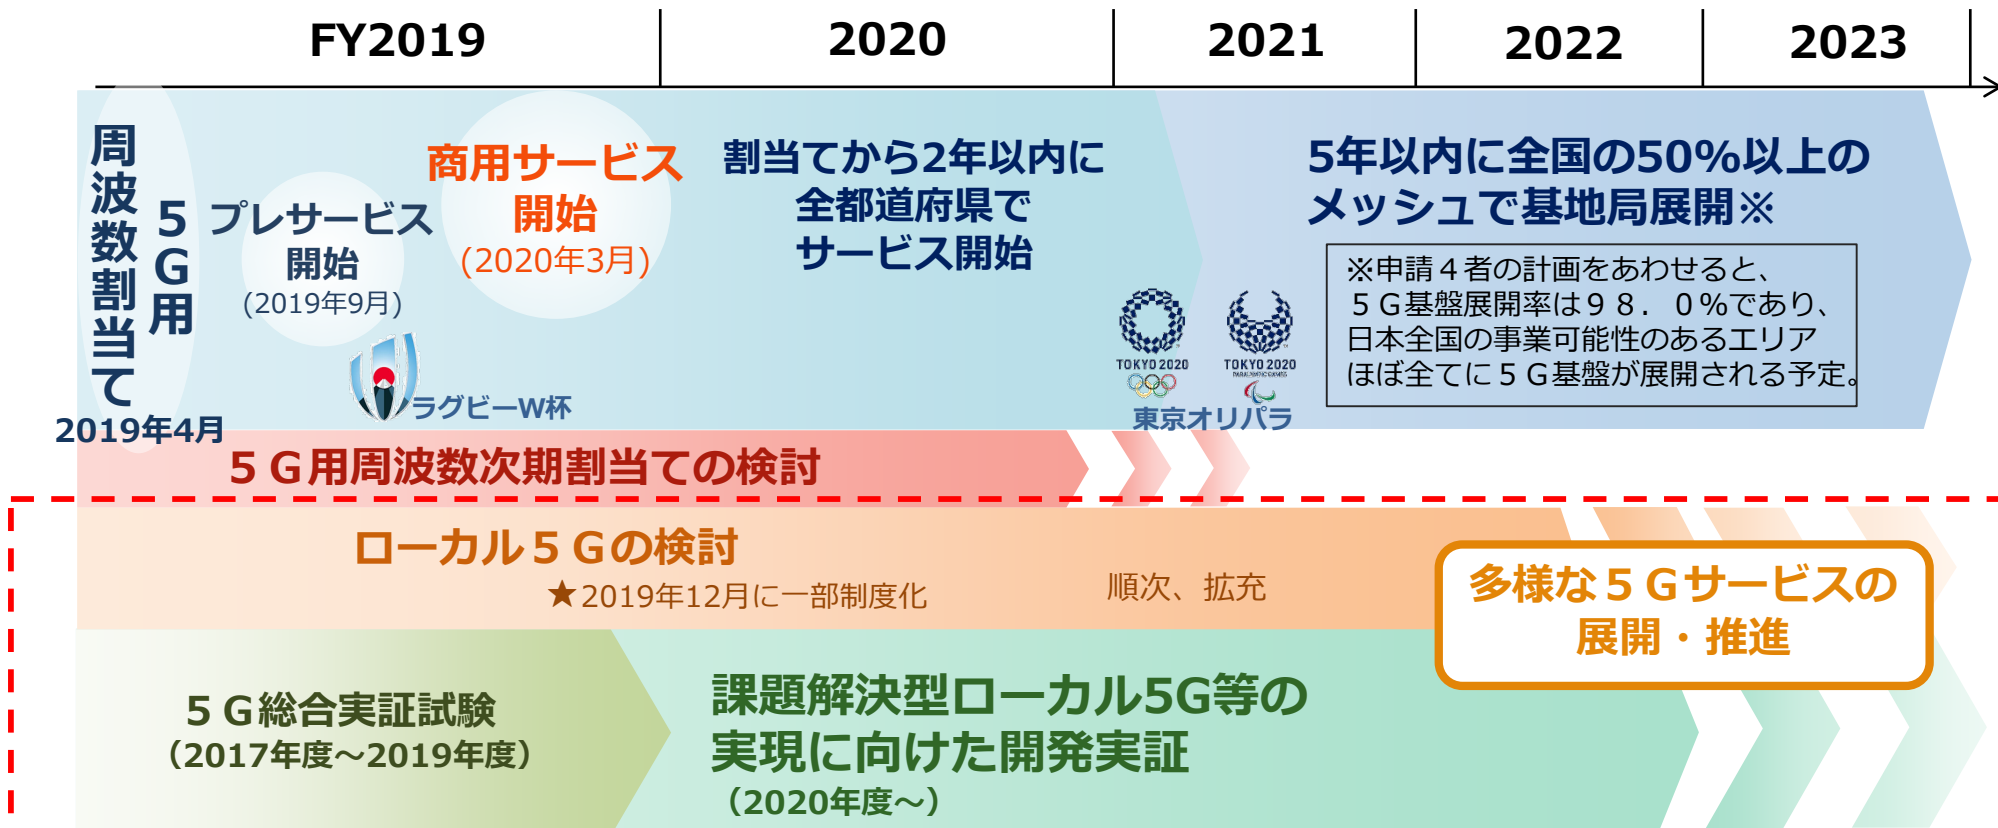 FY2019
2020
2021
2022
2023
5G用
周波数割当て
2019年4月
プレサービス
開始
(2019年9月)
商用サービス
開始
(2020年3月)
ラグビーW杯
割当てから2年以内に
全都道府県で
サービス開始
TOKYO 2020
TOKYO 2020
PARALYMPIC GAMES
東京オリパラ
5年以内に全国の50%以上の
メッシュで基地局展開※
※申請４者の計画をあわせると、
５Ｇ基盤展開率は９８．０%であり、
日本全国の事業可能性のあるエリア
ほぼ全てに５Ｇ基盤が展開される予定。
５Ｇ用周波数次期割当ての検討
ローカル５Ｇの検討
★2019年12月に一部制度化
順次、拡充
多様な５Ｇサービスの
展開・推進
５Ｇ総合実証試験
（2017年度～2019年度）
課題解決型ローカル5G等の
実現に向けた開発実証
（2020年度～）